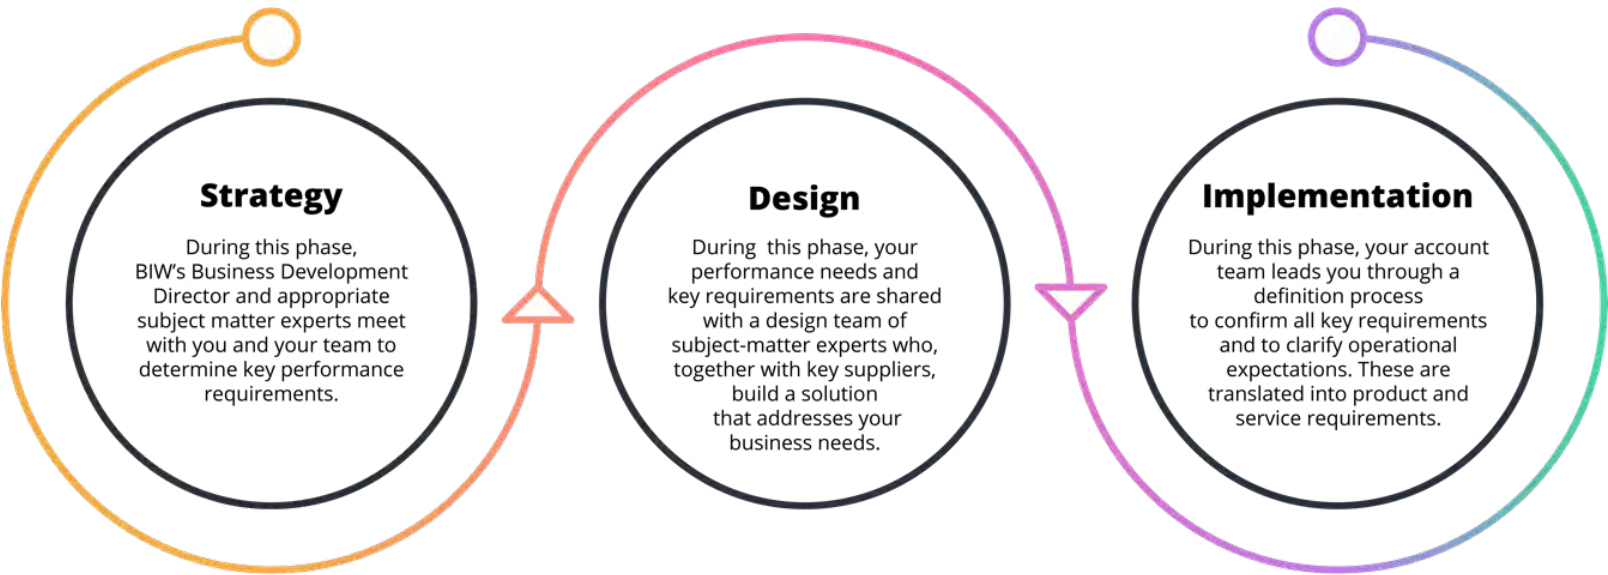 Strategy
During this phase,
BIW’s Business Development
Director and appropriate
subject matter experts meet
with you and your team to
determine key performance
requirements.
Design
During  this phase, your
performance needs and
key requirements are shared
with a design team of
subject-matter experts who,
together with key suppliers,
build a solution
that addresses your
business needs.
Implementation
During this phase, your account
team leads you through a
definition process
to confirm all key requirements
and to clarify operational
expectations. These are
translated into product and
service requirements.